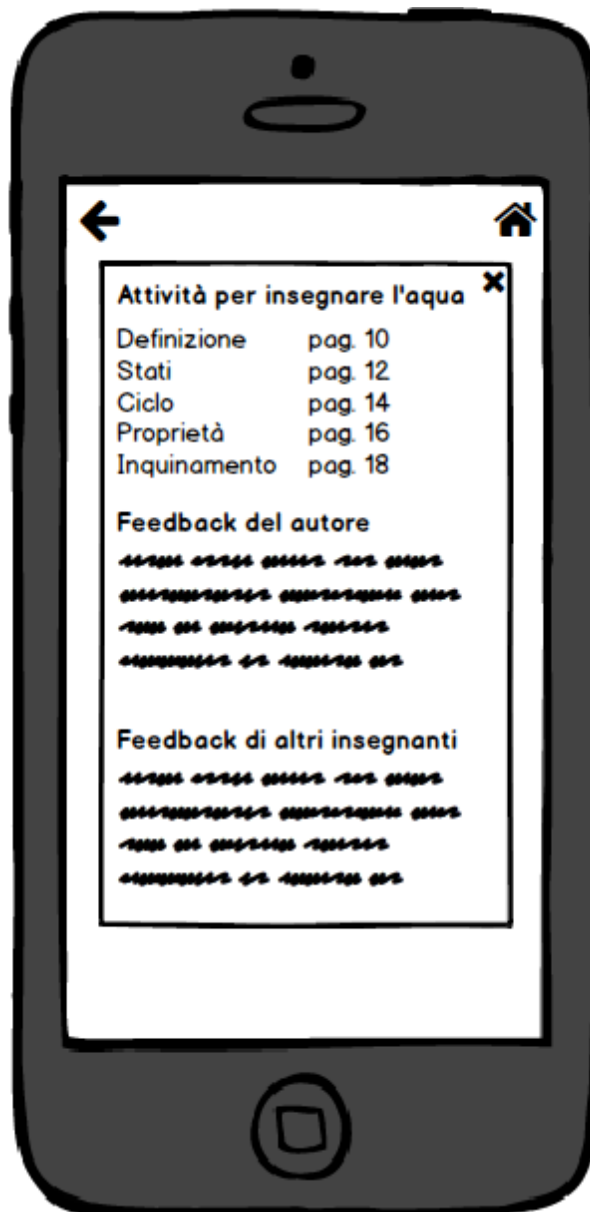 Attività per insegnare l'aqua
Definizione pag. 10
Stati pag. 12
Ciclo pag. 14
Proprietà pag. 16
Inquinamento pag. 18
Feedback del autore
Feedback di altri insegnanti